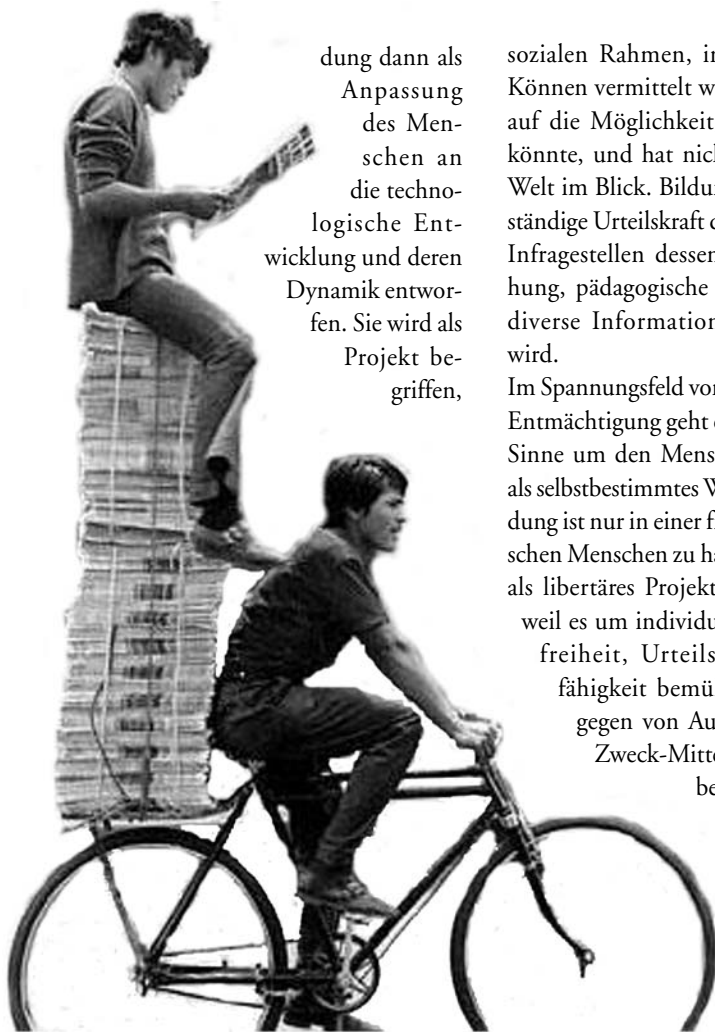 dung dann als
Anpassung
des Men-
schen an
die techno-
logische Ent-
wicklung und deren
Dynamik entwor-
fen. Sie wird als
Projekt be-
griffen,
sozialen Rahmen, in
Können vermittelt w
auf die Möglichkeit
könnte, und hat nich
Welt im Blick. Bildu
ständige Urteilskraft d
Infragestellen dessen
hung, pädagogische
diverse Information
wird.
Im Spannungsfeld vo
Entmächtigung geht e
Sinne um den Mens
als selbstbestimmtes W
dung ist nur in einer f
schen Menschen zu ha
als libertäres Projekt
weil es um individu
freiheit, Urteils
fähigkeit bemü
gegen von Au
Zweck-Mitte
be